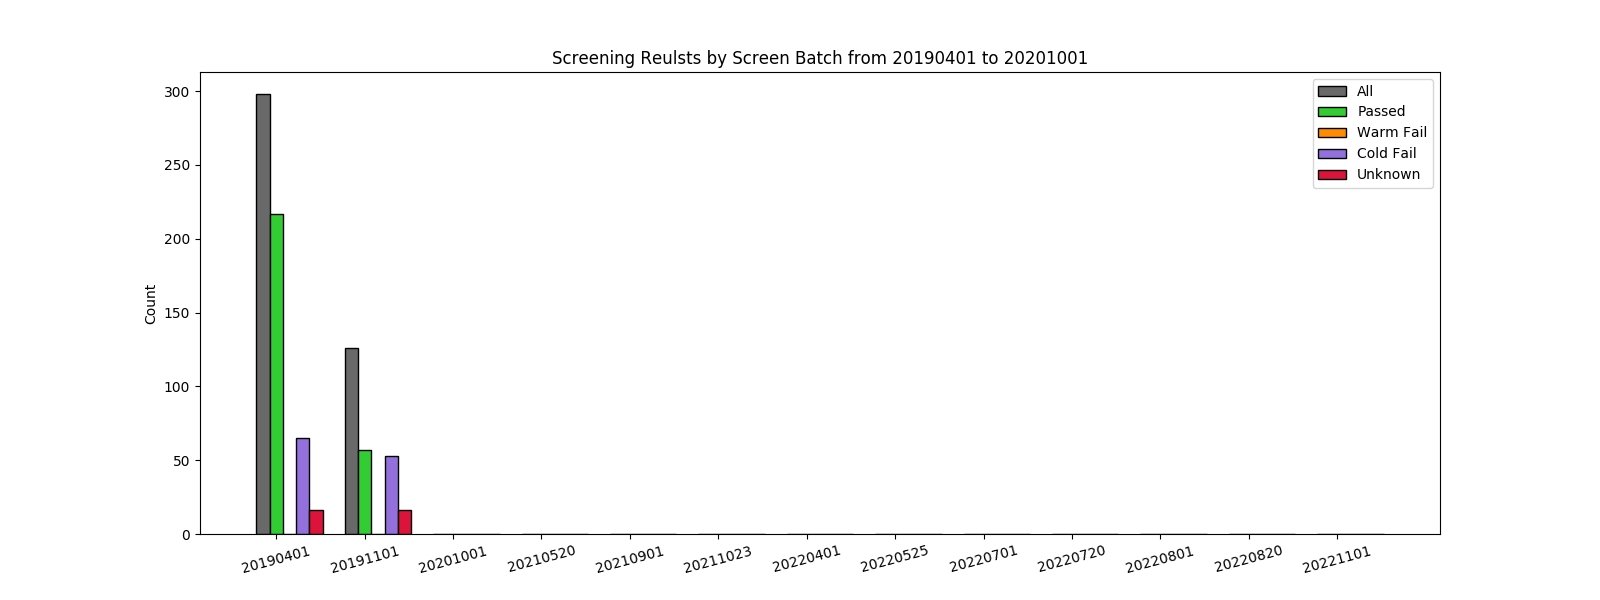 Screening Reulsts by Screen Batch from 20190401 to 20201001
300
250
200
150
100
50
0
Count
All
Passed
Warm Fail
Cold Fail
Unknown
20190401
20191101
20201001
20210520
20210901
20211023
20220401
20220525
20220701
20220720
20220801
20220820
20221101